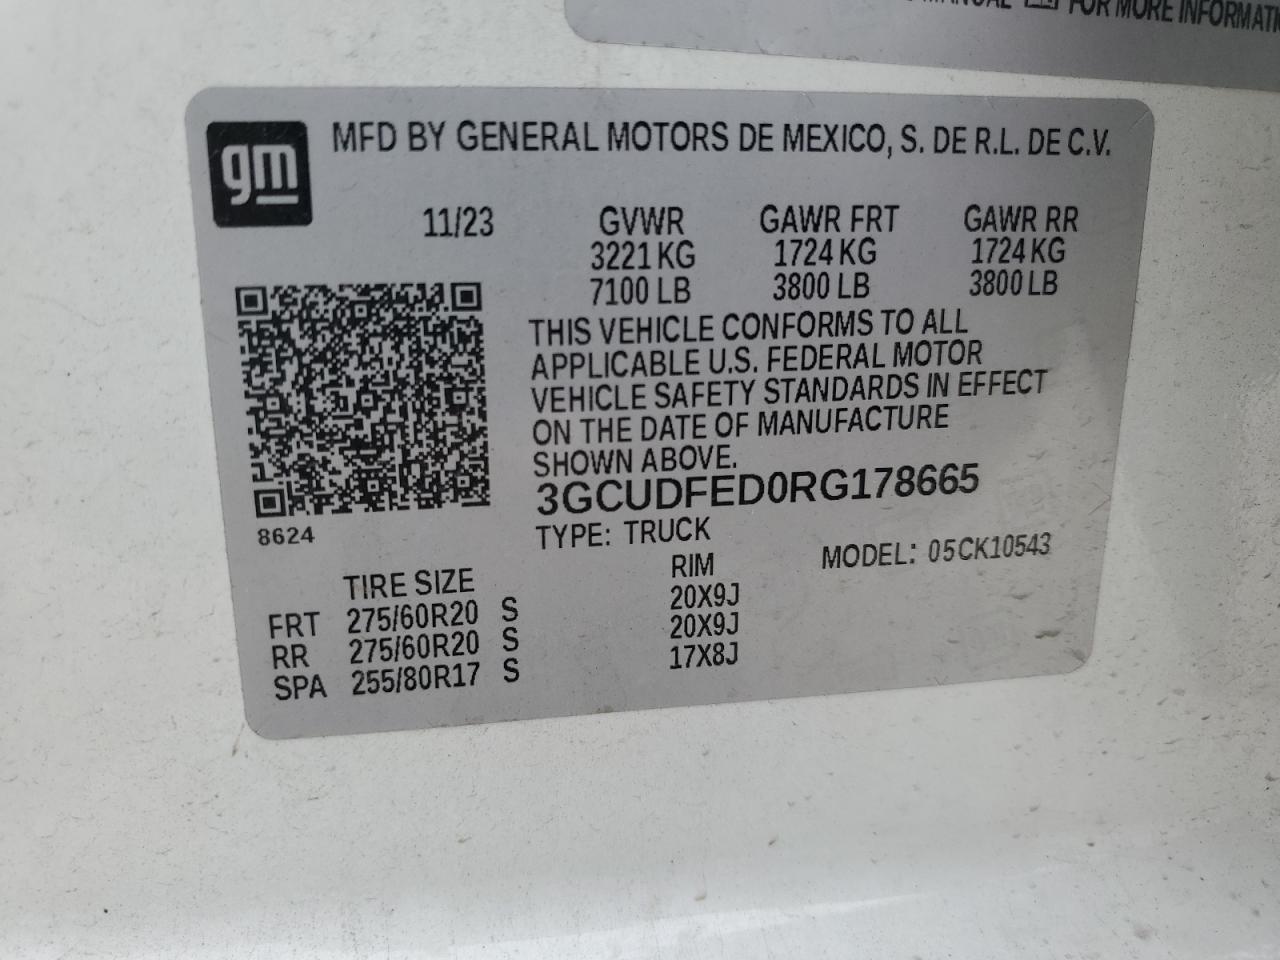 MANUAL FOR MORE INFORMATI
gm
MFD BY GENERAL MOTORS DE MEXICO, S. DE R.L. DE C.V.
11/23 GVWR GAWR FRT GAWR RR
3221 KG 1724 KG 1724 KG
7100 LB 3800 LB 3800 LB
THIS VEHICLE CONFORMS TO ALL
APPLICABLE U.S. FEDERAL MOTOR
VEHICLE SAFETY STANDARDS IN EFFECT
ON THE DATE OF MANUFACTURE
SHOWN ABOVE.
3GCUDFED0RG178665
8624
TYPE: TRUCK MODEL: 05CK10543
TIRE SIZE RIM
FRT 275/60R20 S 20X9J
RR 275/60R20 S 20X9J
SPA 255/80R17 S 17X8J